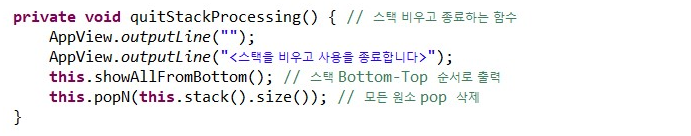 private void quitStackProcessing() { // 스택 비우고 종료하는 함수
AppView.outputLine("");
AppView.outputLine("<스택을 비우고 사용을 종료합니다>");
this.showAllFromBottom(); // 스택 Bottom-Top 순서로 출력
this.popN(this.stack().size()); // 모든 원소 pop 삭제
}